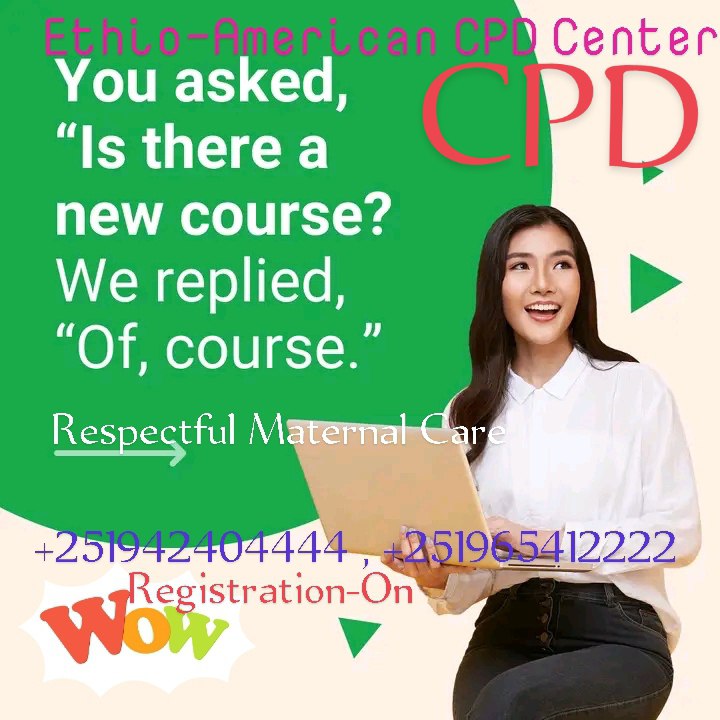 Ethio-American CPD Center
CPD
You asked,
“Is there a
new course?
We replied,
“Of, course.”
Respectful Maternal Care
+251942404444 , +251965412222
Registration-On
WOW